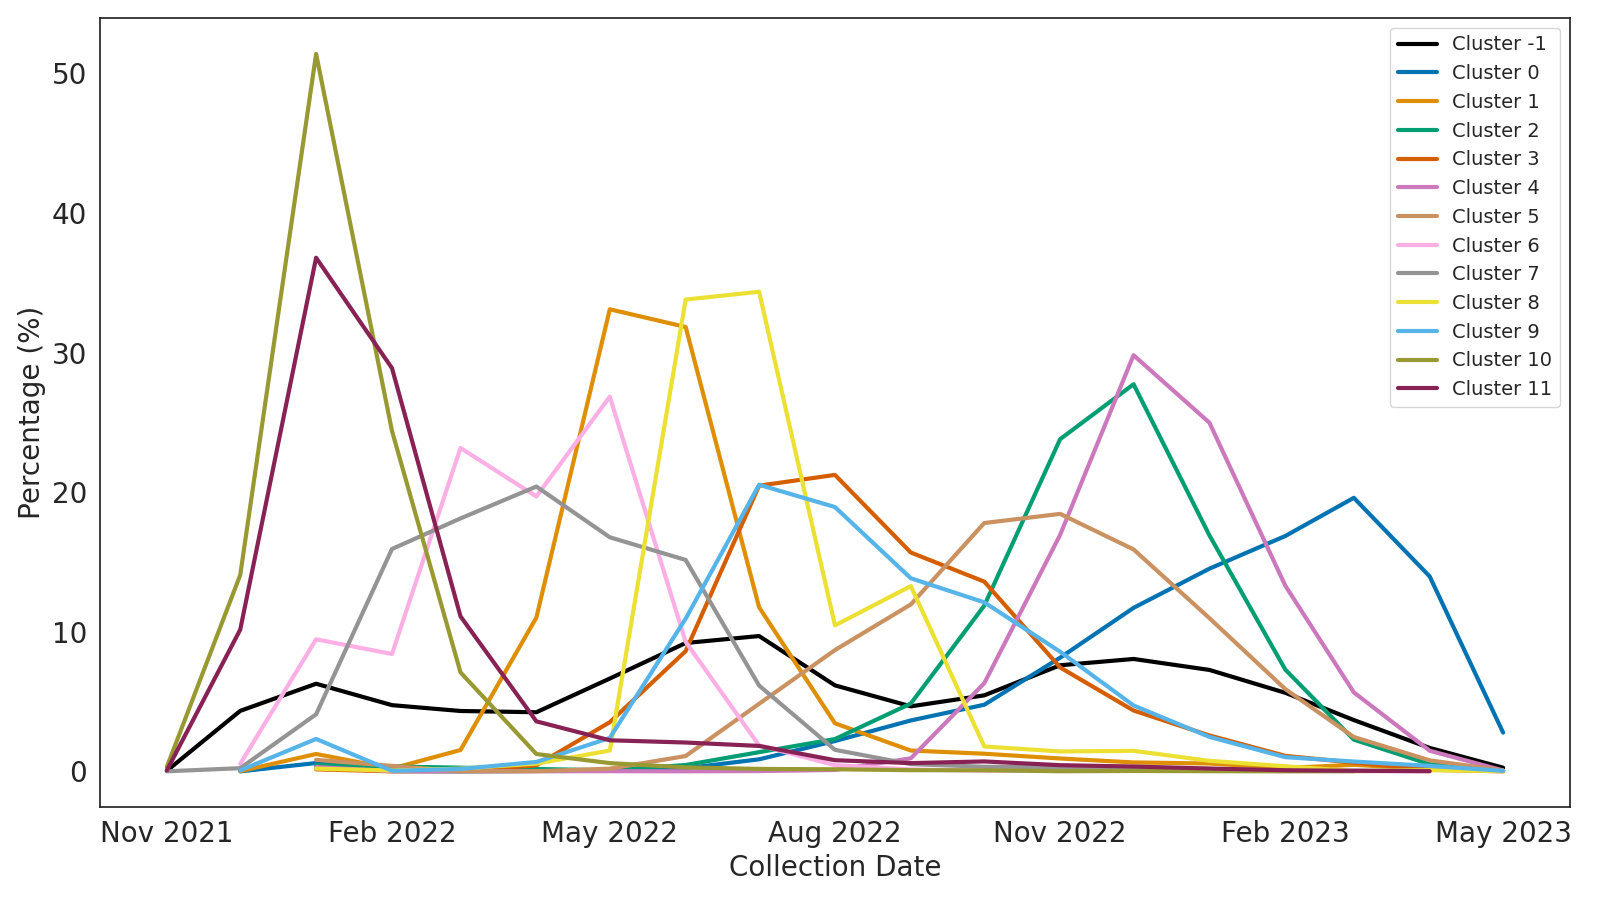 50
40
30
20
10
0
Percentage (%)
Cluster -1
Cluster 0
Cluster 1
Cluster 2
Cluster 3
Cluster 4
Cluster 5
Cluster 6
Cluster 7
Cluster 8
Cluster 9
Cluster 10
Cluster 11
Nov 2021 Feb 2022 May 2022 Aug 2022 Nov 2022 Feb 2023 May 2023
Collection Date